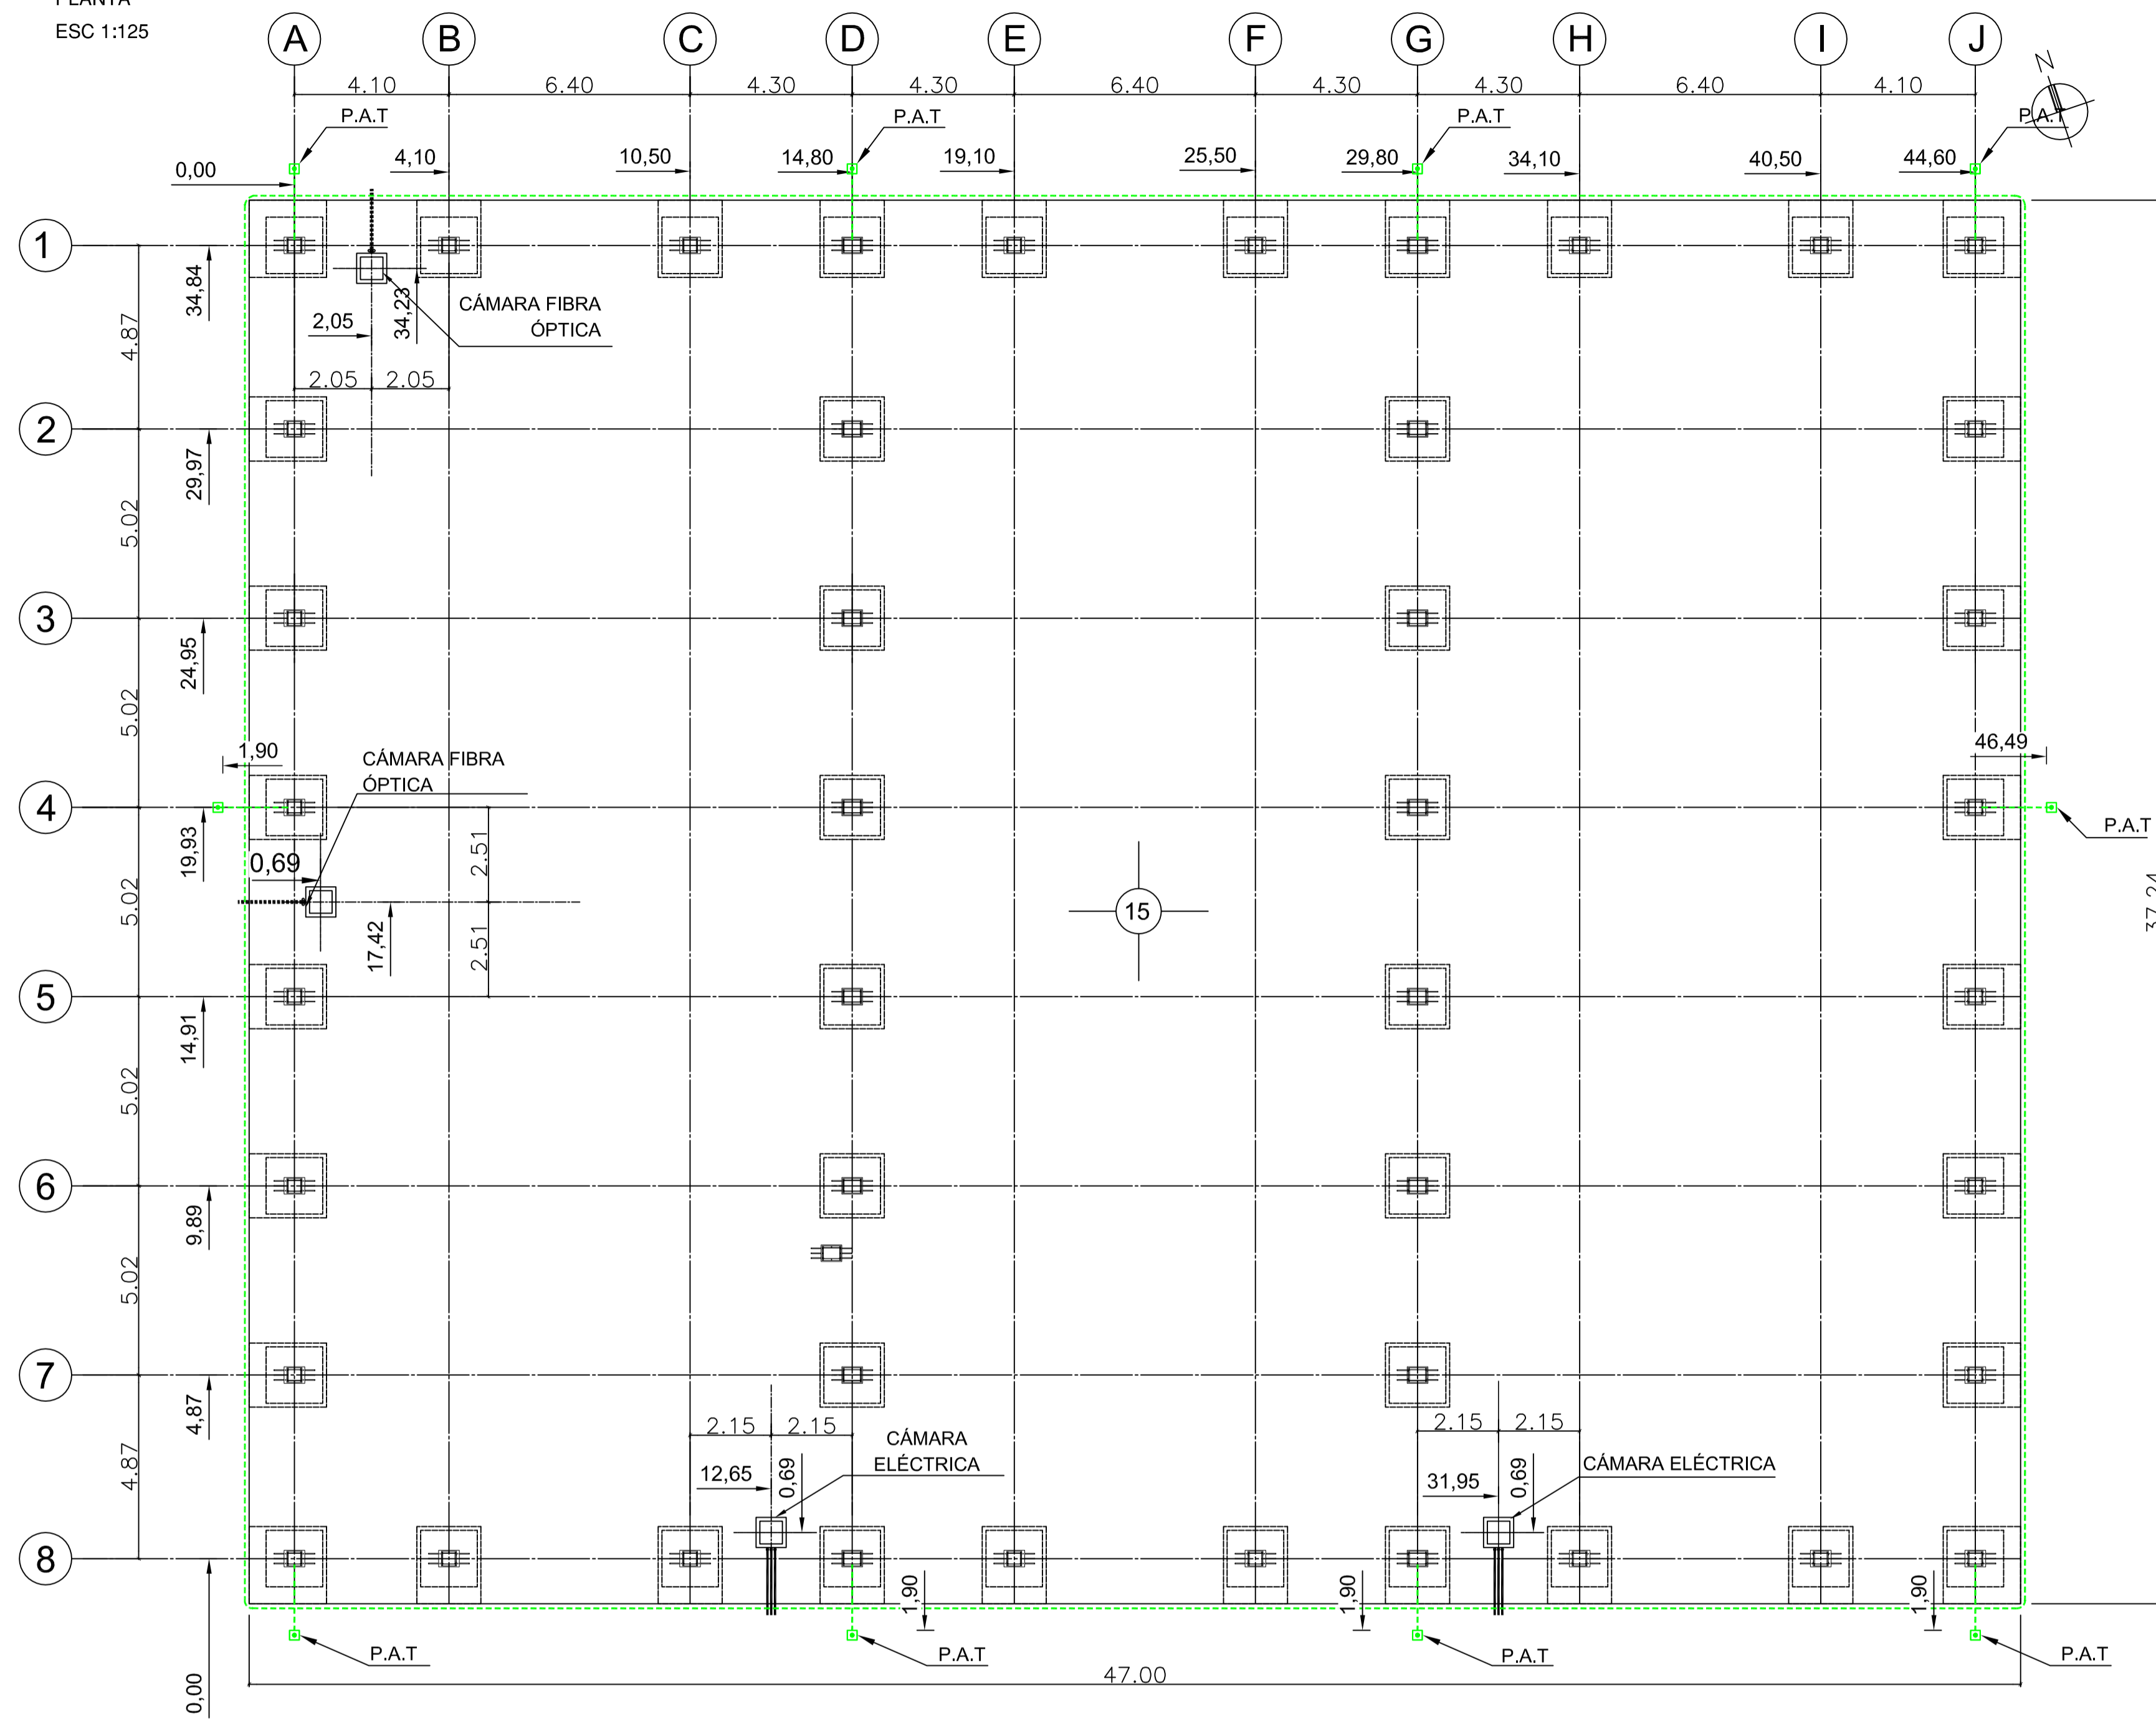 PLANTA
ESC 1:125
A B C D E F G H I J
N
4.10 6.40 4.30 4.30 6.40 4.30 4.30 6.40 4.10
P.A.T P.A.T P.A.T P.A.T
0,00 4,10 10,50 14,80 19,10 25,50 29,80 34,10 40,50 44,60
1
34,84
4.87
2,05
34,23
CÁMARA FIBRA
ÓPTICA
2.05 2.05
2
29,97
5.02
3
24,95
5.02
1,90
CÁMARA FIBRA
ÓPTICA
46,49
4
19,93
2.51
P.A.T
0,69
5.02
17,42
2.51
15
37.24
5
14,91
5.02
6
9,89
5.02
7
4,87
4.87
2.15 2.15
CÁMARA
ELÉCTRICA
12,65
0,69
2.15 2.15
CÁMARA ELÉCTRICA
31,95
0,69
8
1,90 1,90 1,90
P.A.T P.A.T P.A.T P.A.T
0,00
47.00